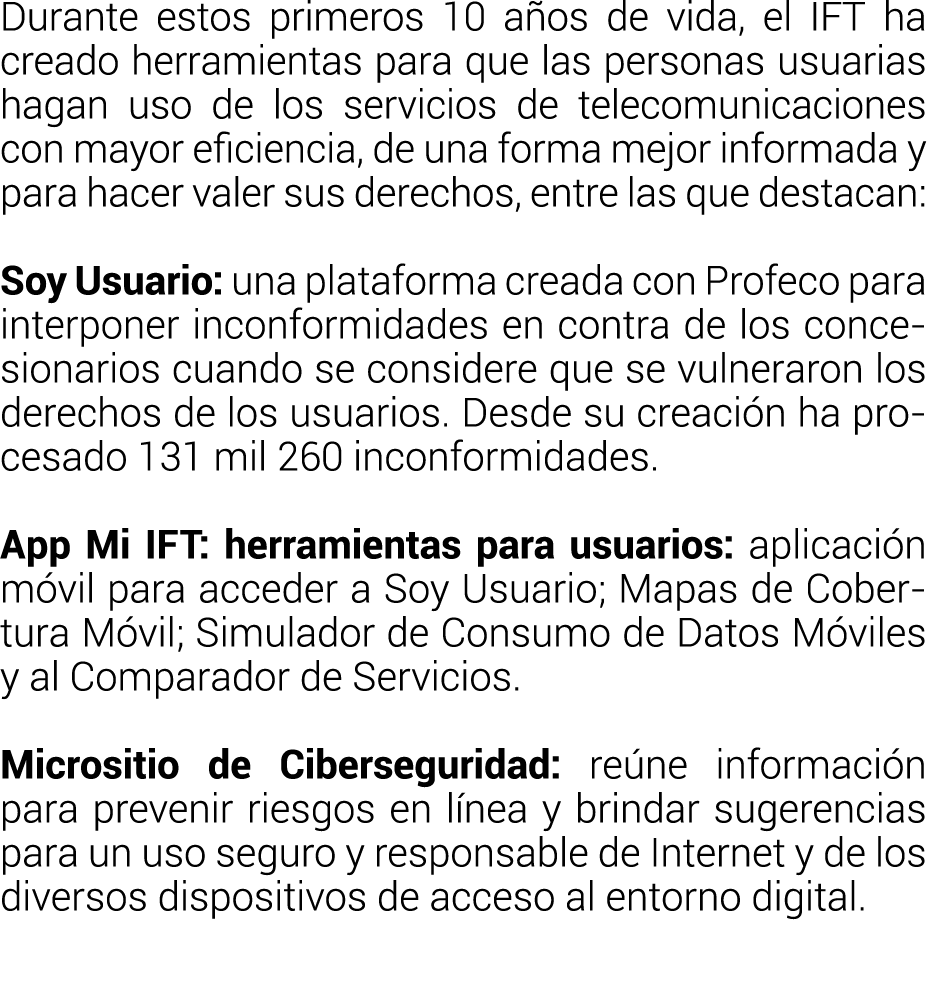 Durante estos primeros 10 años de vida, el IFT ha
creado herramientas para que las personas usuarias
hagan uso de los servicios de telecomunicaciones
con mayor eficiencia, de una forma mejor informada y
para hacer valer sus derechos, entre las que destacan:
Soy Usuario: una plataforma creada con Profeco para
interponer inconformidades en contra de los conce-
sionarios cuando se considere que se vulneraron los
derechos de los usuarios. Desde su creación ha pro-
cesado 131 mil 260 inconformidades.
App Mi IFT: herramientas para usuarios: aplicación
móvil para acceder a Soy Usuario; Mapas de Cober-
tura Móvil; Simulador de Consumo de Datos Móviles
y al Comparador de Servicios.
Micrositio de Ciberseguridad: reúne información
para prevenir riesgos en línea y brindar sugerencias
para un uso seguro y responsable de Internet y de los
diversos dispositivos de acceso al entorno digital.